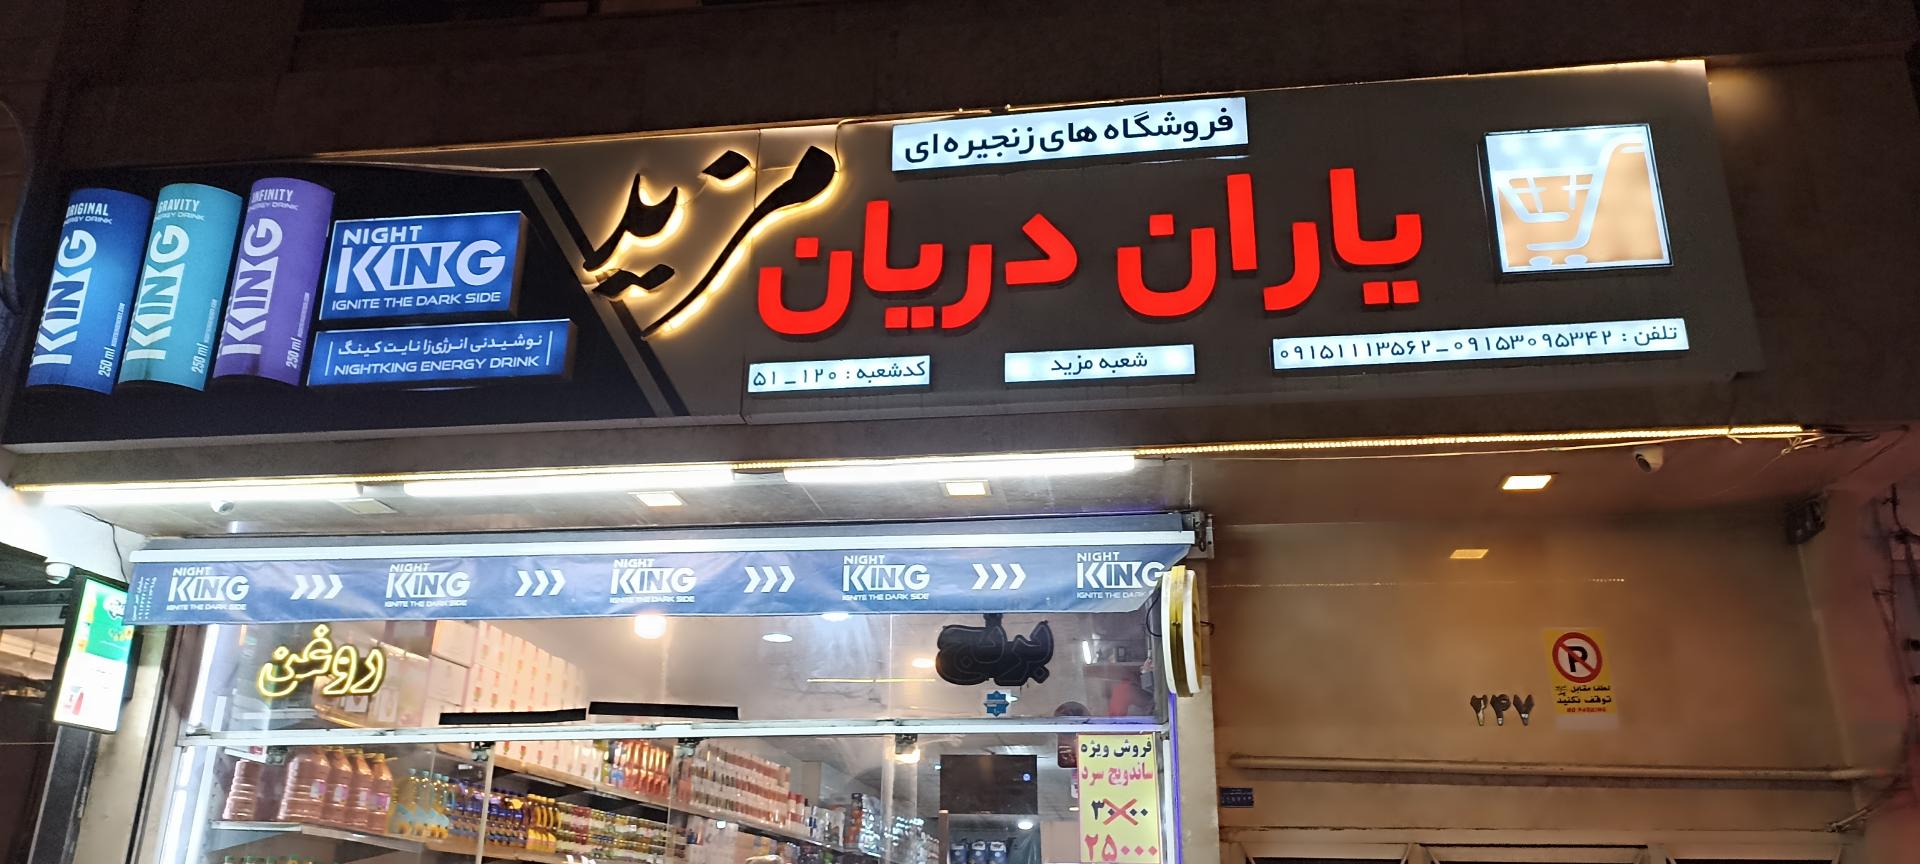 فروشگاه های زنجیره ای
یاران دریان
مزید
تلفن : ۰۹۱۵۳۰۹۵۳۴۲ _ ۰۹۱۵۱۱۱۳۵۶۲
شعبه مزید
کدشعبه : ۱۲۰ _ ۵۱
ORIGINAL
ENERGY DRINK
KING
250 ml
GRAVITY
ENERGY DRINK
KING
250 ml
INFINITY
ENERGY DRINK
KING
250 ml
NIGHT
KING
IGNITE THE DARK SIDE
نوشیدنی انرژی‌زا نایت کینگ
NIGHTKING ENERGY DRINK
NIGHT
KING
IGNITE THE DARK SIDE
NIGHT
KING
IGNITE THE DARK SIDE
NIGHT
KING
IGNITE THE DARK SIDE
NIGHT
KING
IGNITE THE DARK SIDE
NIGHT
KING
IGNITE THE DARK
روغن
برنج
فروش ویژه
ساندویچ سرد
۲۵۰۰۰
۲۴۷
P
لطفا مقابل
توقف نکنید
NO PARKING